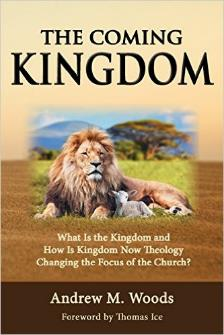 THE COMING
KINGDOM
What Is the Kingdom and
How Is Kingdom Now Theology
Changing the Focus of the Church?
Andrew M. Woods
Foreword by Thomas Ice